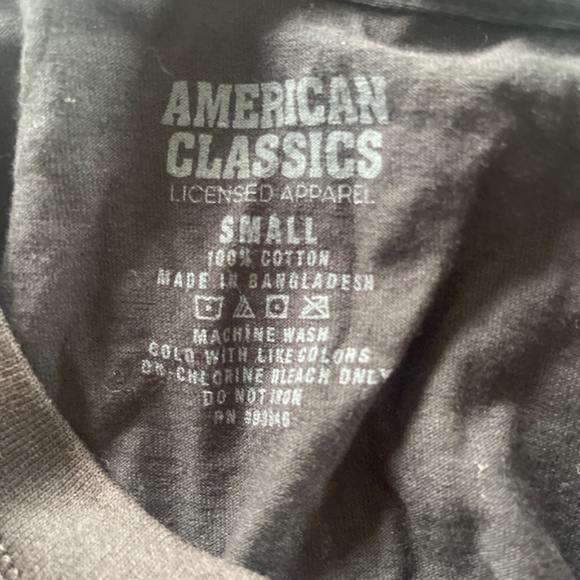 AMERICAN
CLASSICS
LICENSED APPAREL
SMALL
100% COTTON
MADE IN BANGLADESH
MACHINE WASH
COLD WITH LIKE COLORS
CHLORINE BLEACH ONLY
DO NOT IRON
RN